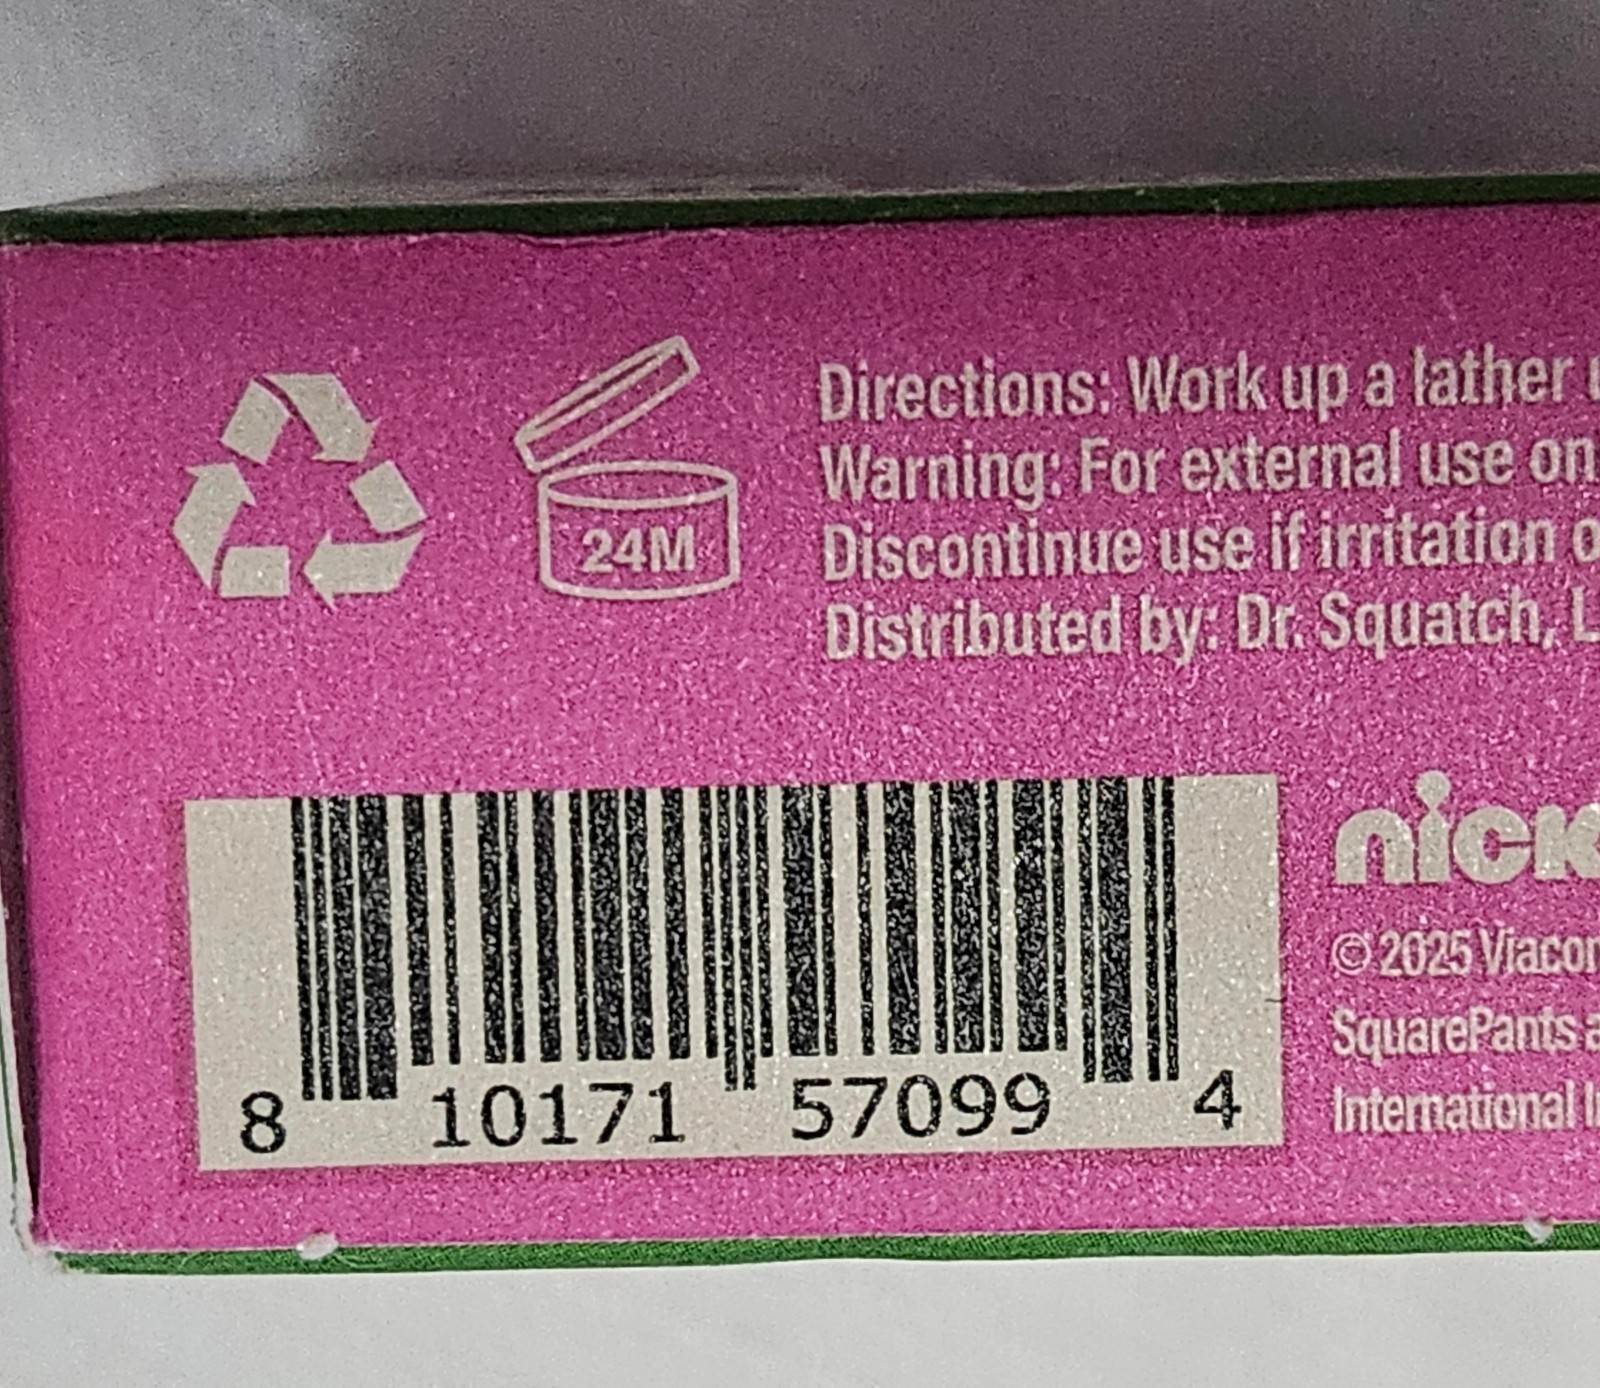 24M
Directions: Work up a lather
Warning: For external use
Discontinue use if irritation
Distributed by: Dr. Squatch,
8 10171 57099 4
nick
© 2025
SquarePants
International